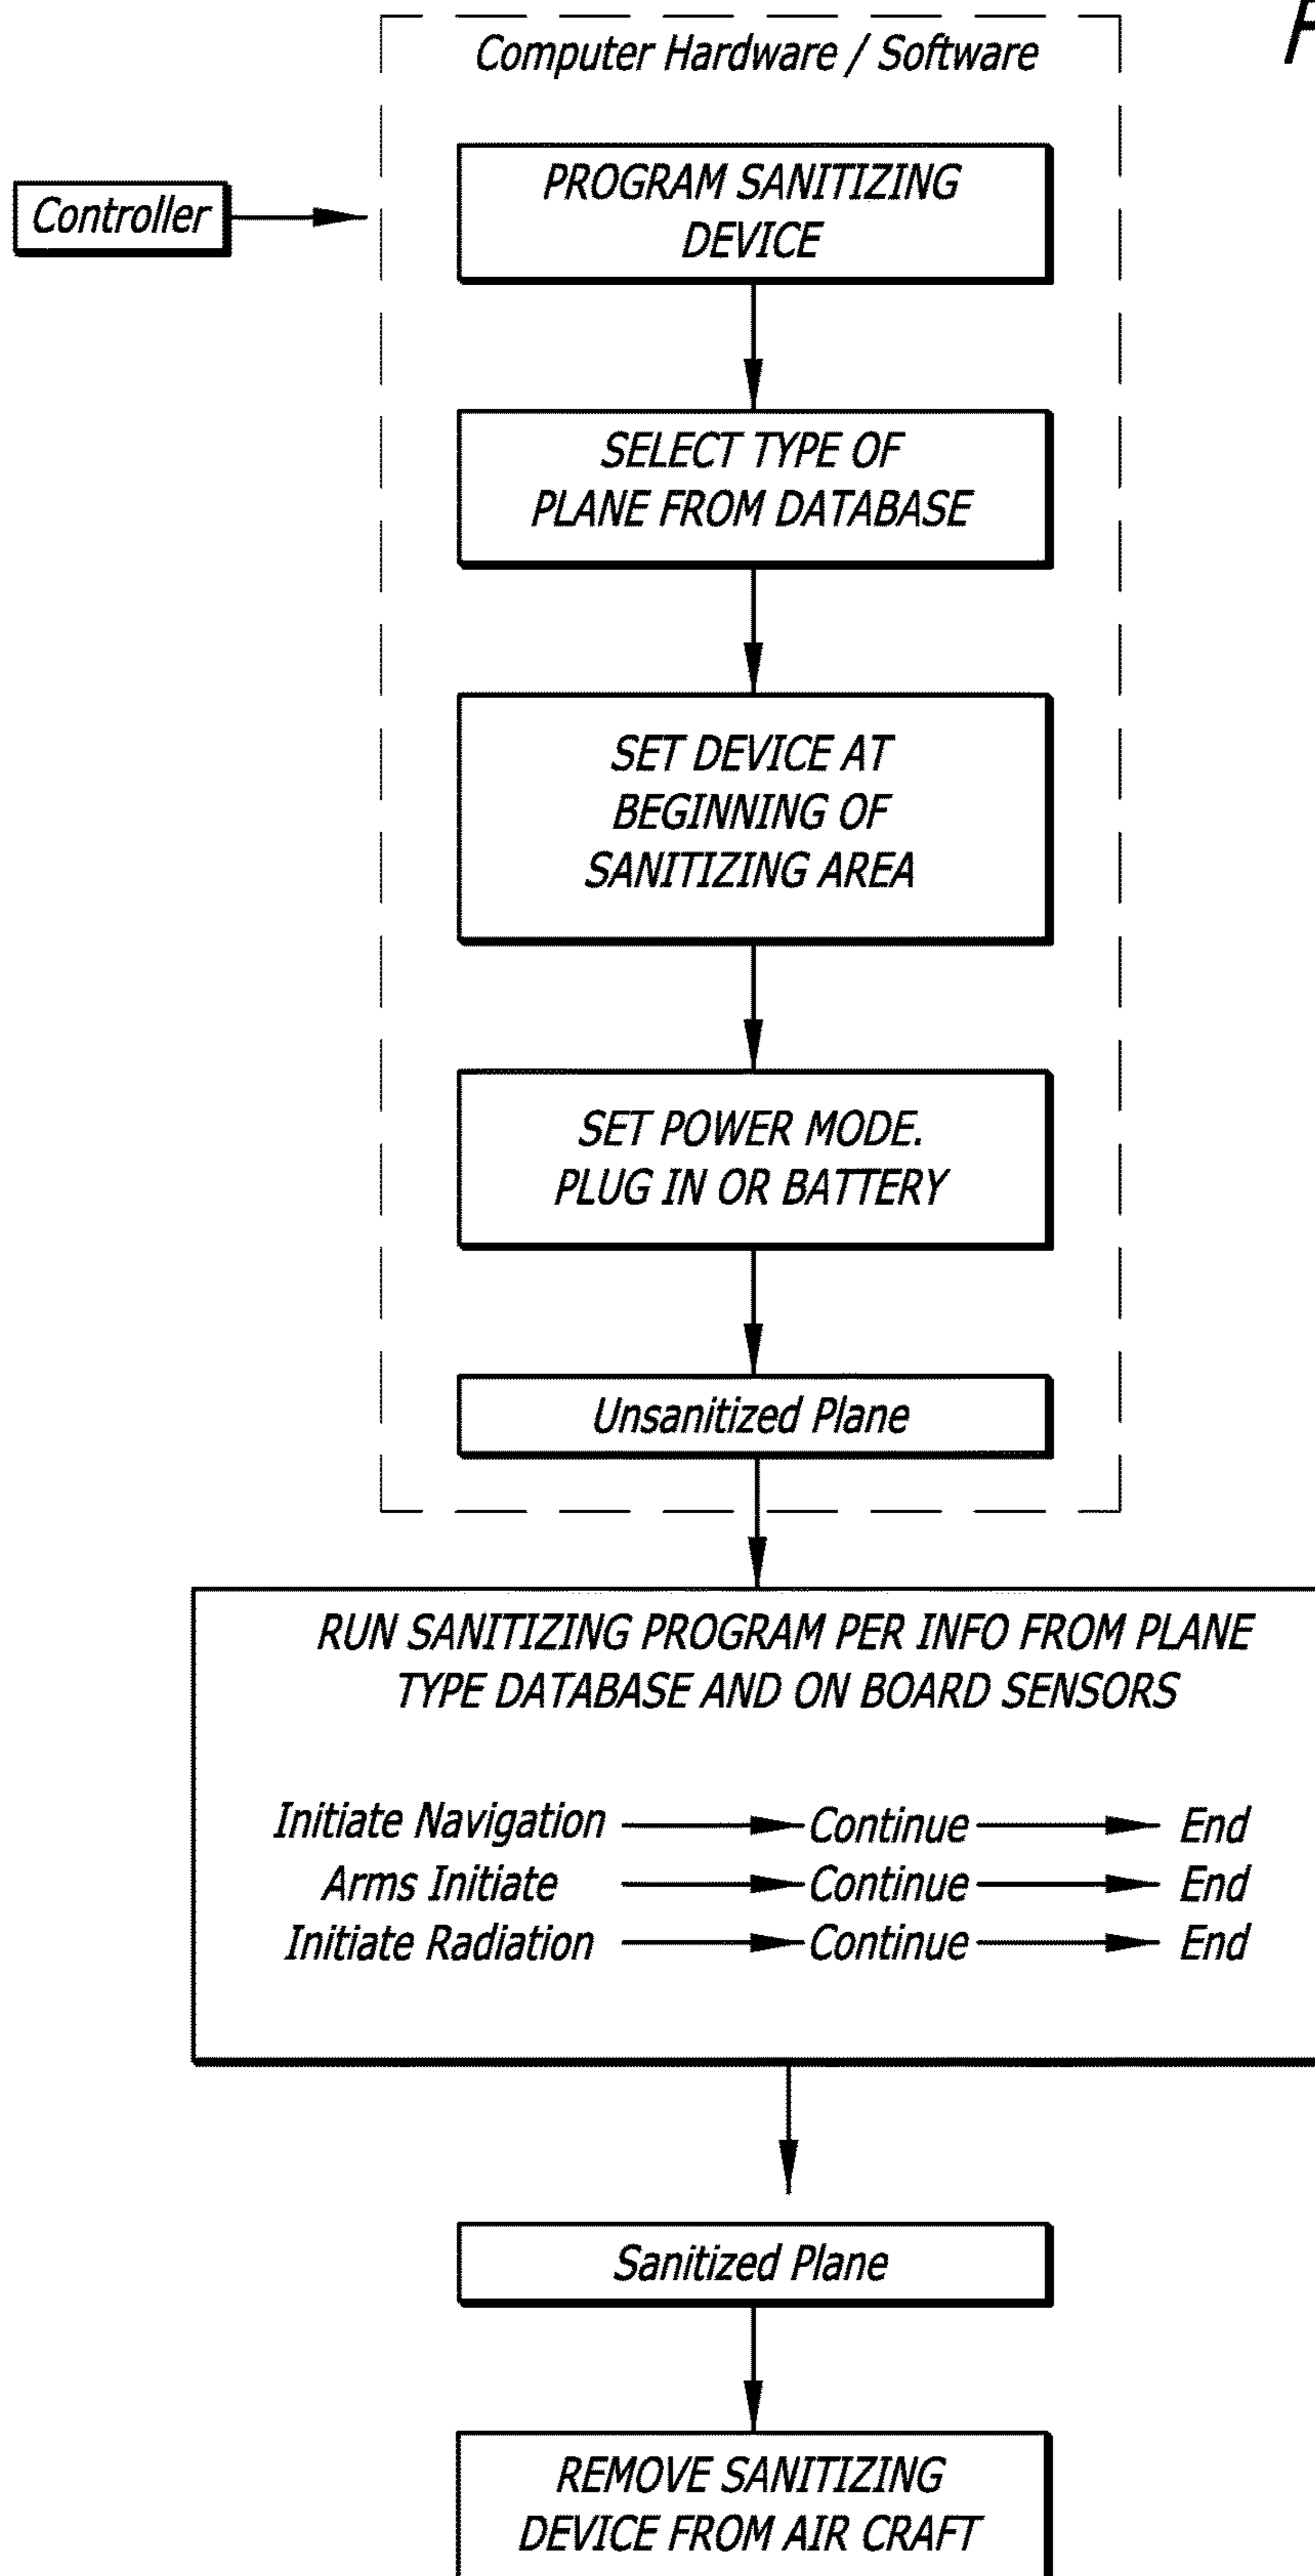 Computer Hardware / Software
Controller
PROGRAM SANITIZING
DEVICE
SELECT TYPE OF
PLANE FROM DATABASE
SET DEVICE AT
BEGINNING OF
SANITIZING AREA
SET POWER MODE.
PLUG IN OR BATTERY
Unsanitized Plane
RUN SANITIZING PROGRAM PER INFO FROM PLANE
TYPE DATABASE AND ON BOARD SENSORS
Initiate Navigation Continue End
Arms Initiate Continue End
Initiate Radiation Continue End
Sanitized Plane
REMOVE SANITIZING
DEVICE FROM AIR CRAFT